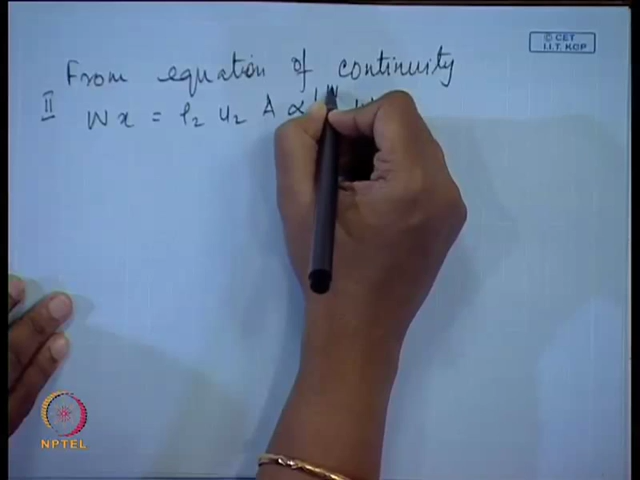 © CET
I.I.T. KGP
From equation of continuity
II W x = ρ₂ u₂ A α
NPTEL